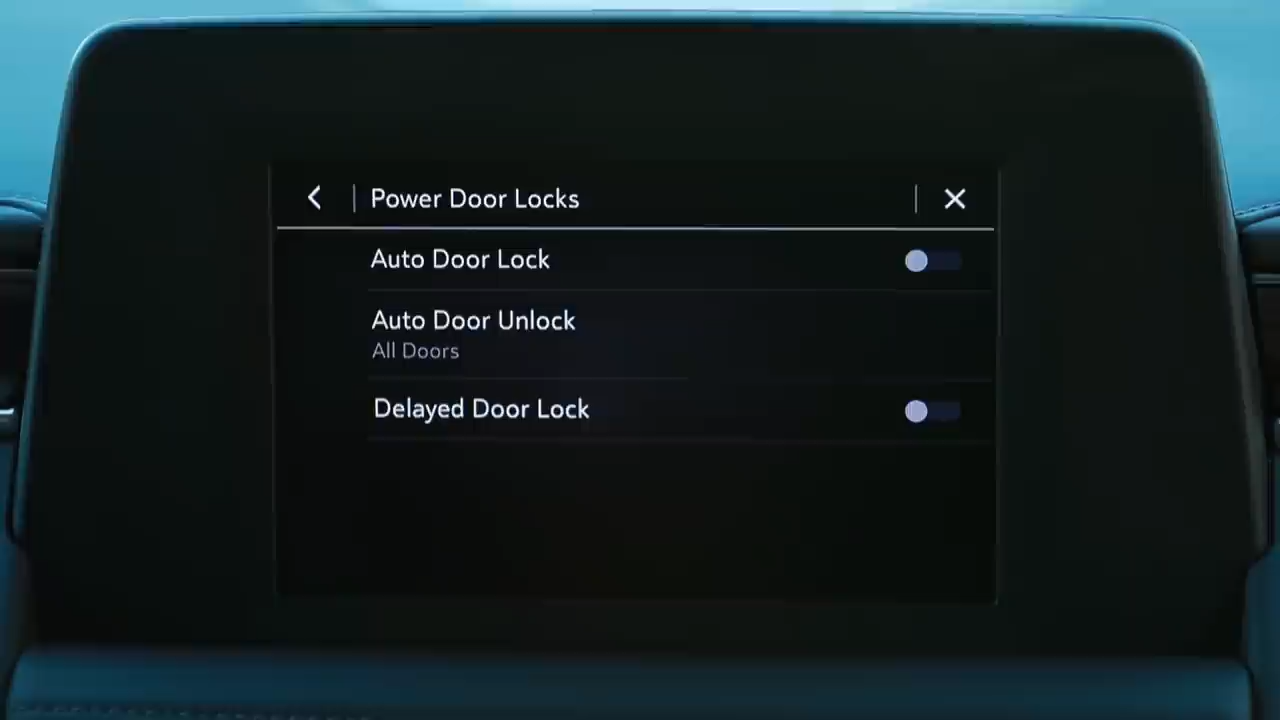 Power Door Locks
Auto Door Lock
Auto Door Unlock
All Doors
Delayed Door Lock